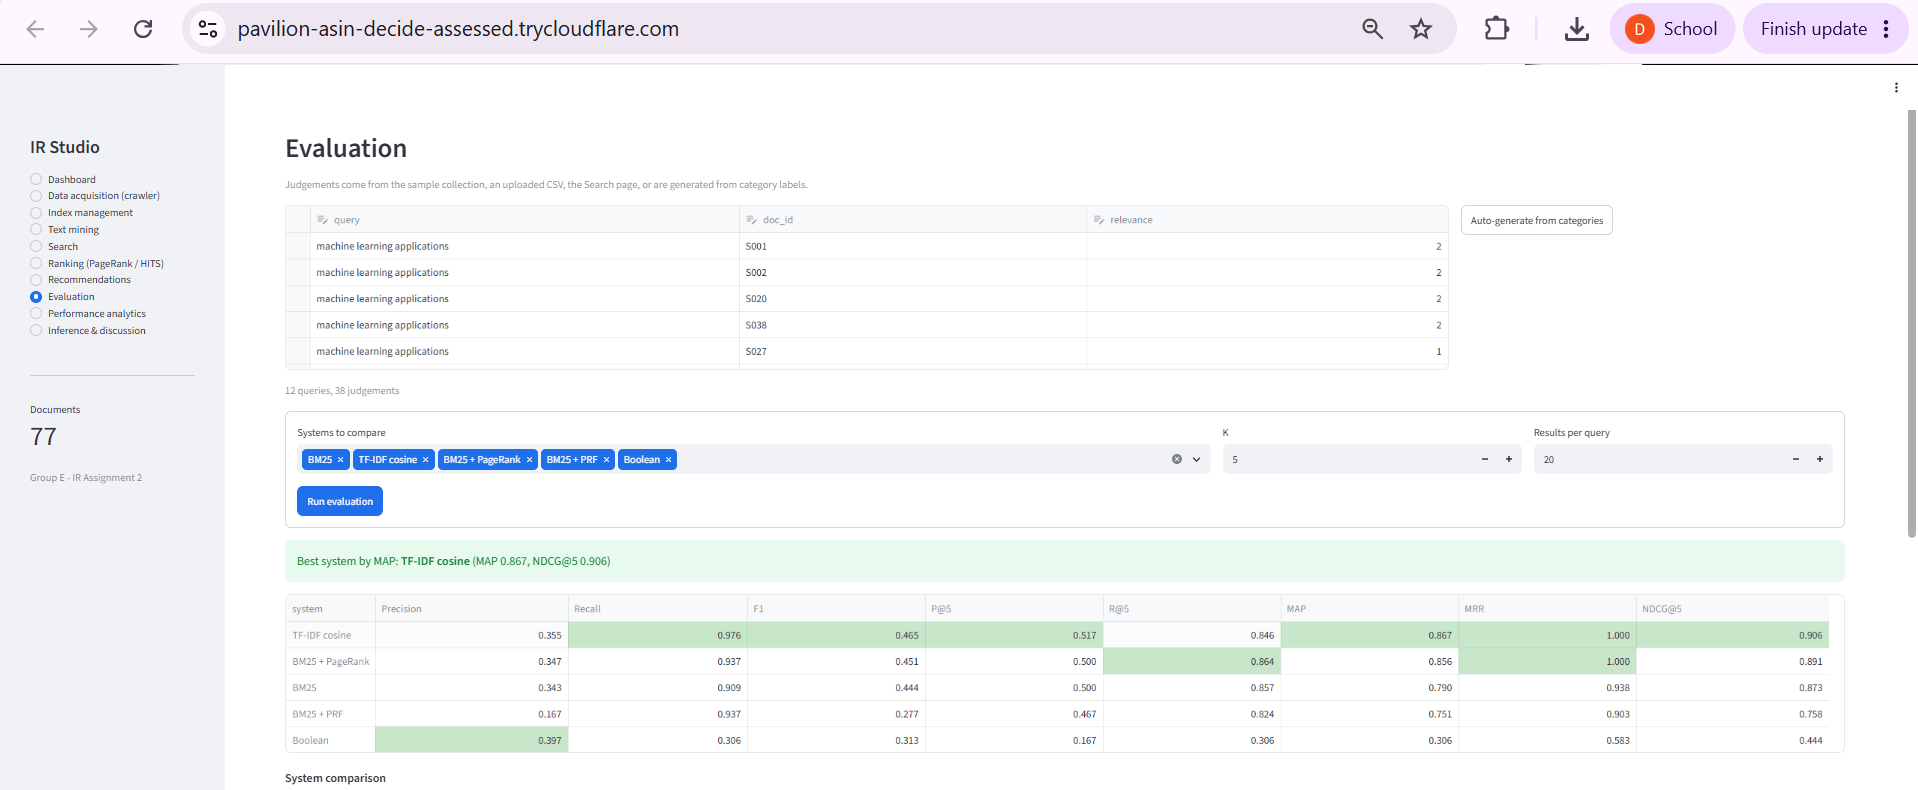 pavilion-asin-decide-assessed.trycloudflare.com
D School
Finish update
IR Studio
Dashboard
Data acquisition (crawler)
Index management
Text mining
Search
Ranking (PageRank / HITS)
Recommendations
Evaluation
Performance analytics
Inference & discussion
Documents
77
Group E - IR Assignment 2
Evaluation
Judgements come from the sample collection, an uploaded CSV, the Search page, or are generated from category labels.
query doc_id relevance
machine learning applications S001 2
machine learning applications S002 2
machine learning applications S020 2
machine learning applications S038 2
machine learning applications S027 1
Auto-generate from categories
12 queries, 38 judgements
Systems to compare
BM25 × TF-IDF cosine × BM25 + PageRank × BM25 + PRF × Boolean ×
K
5 − +
Results per query
20 − +
Run evaluation
Best system by MAP: TF-IDF cosine (MAP 0.867, NDCG@5 0.906)
system Precision Recall F1 P@5 R@5 MAP MRR NDCG@5
TF-IDF cosine 0.355 0.976 0.465 0.517 0.846 0.867 1.000 0.906
BM25 + PageRank 0.347 0.937 0.451 0.500 0.864 0.856 1.000 0.891
BM25 0.343 0.909 0.444 0.500 0.857 0.790 0.938 0.873
BM25 + PRF 0.167 0.937 0.277 0.467 0.824 0.751 0.903 0.758
Boolean 0.397 0.306 0.313 0.167 0.306 0.306 0.583 0.444
System comparison